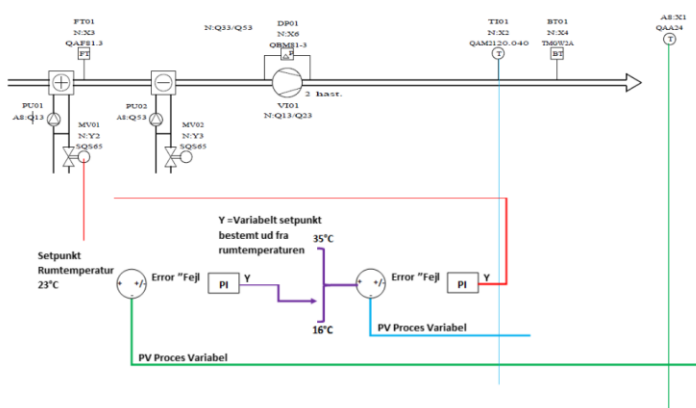 FT01
N:X3
QAF81.3
FT
N:Q33/Q53
DP01
N:X6
QBM81-3
P
TI01
N:X2
QAM2120.040
T
BT01
N:X4
TMGW2A
BT
A8:X1
QAA24
T
2 hast.
VI01
N:Q13/Q23
PU01
A8:Q13
MV01
N:Y2
SQS65
PU02
A8:Q53
MV02
N:Y3
SQS65
Y =Variabelt setpunkt
bestemt ud fra
rumtemperaturen
35°C
Setpunkt
Rumtemperatur
23°C
+ +/- -
Error "Fejl
PI
Y
16°C
+ +/- -
Error "Fejl
PI
Y
PV Proces Variabel
PV Proces Variabel